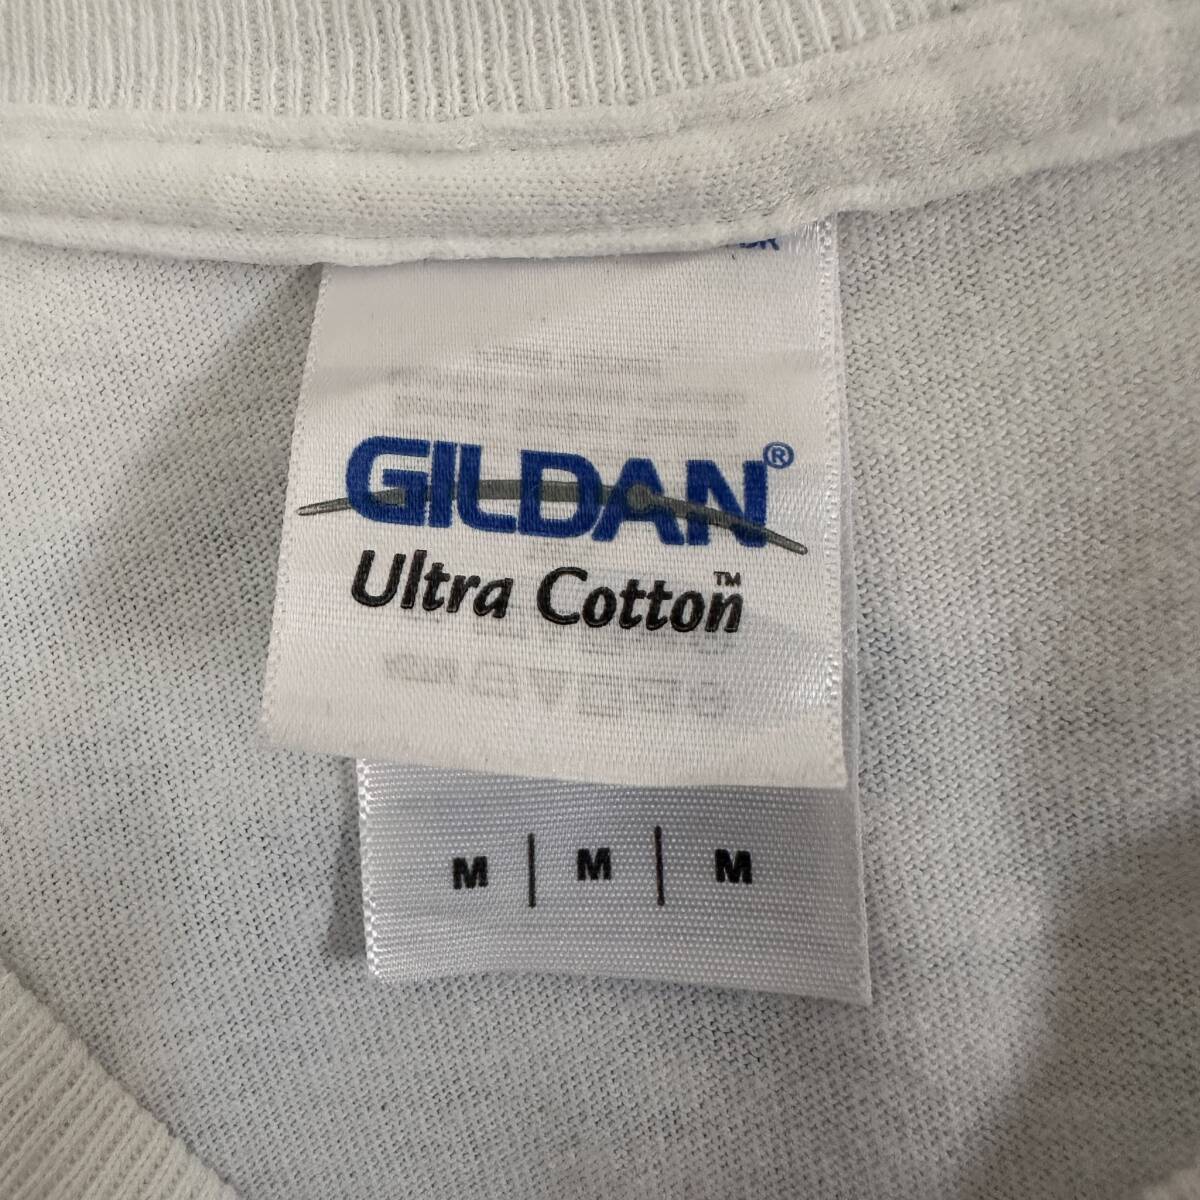 GILDAN®
Ultra Cotton™
M | M | M